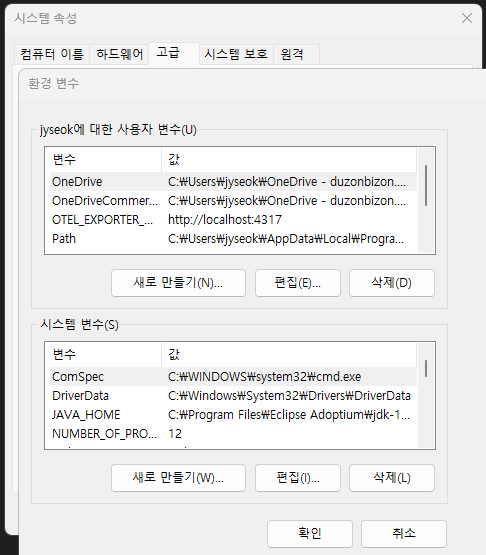 시스템 속성
컴퓨터 이름 하드웨어 고급 시스템 보호 원격
환경 변수
jyseok에 대한 사용자 변수(U)
변수 값
OneDrive C:₩Users₩jyseok₩OneDrive - duzonbizon....
OneDriveCommer... C:₩Users₩jyseok₩OneDrive - duzonbizon....
OTEL_EXPORTER_... http://localhost:4317
Path C:₩Users₩jyseok₩AppData₩Local₩Progra...
새로 만들기(N)... 편집(E)... 삭제(D)
시스템 변수(S)
변수 값
ComSpec C:₩WINDOWS₩system32₩cmd.exe
DriverData C:₩Windows₩System32₩Drivers₩DriverData
JAVA_HOME C:₩Program Files₩Eclipse Adoptium₩jdk-1...
NUMBER_OF_PRO... 12
새로 만들기(W)... 편집(I)... 삭제(L)
확인 취소